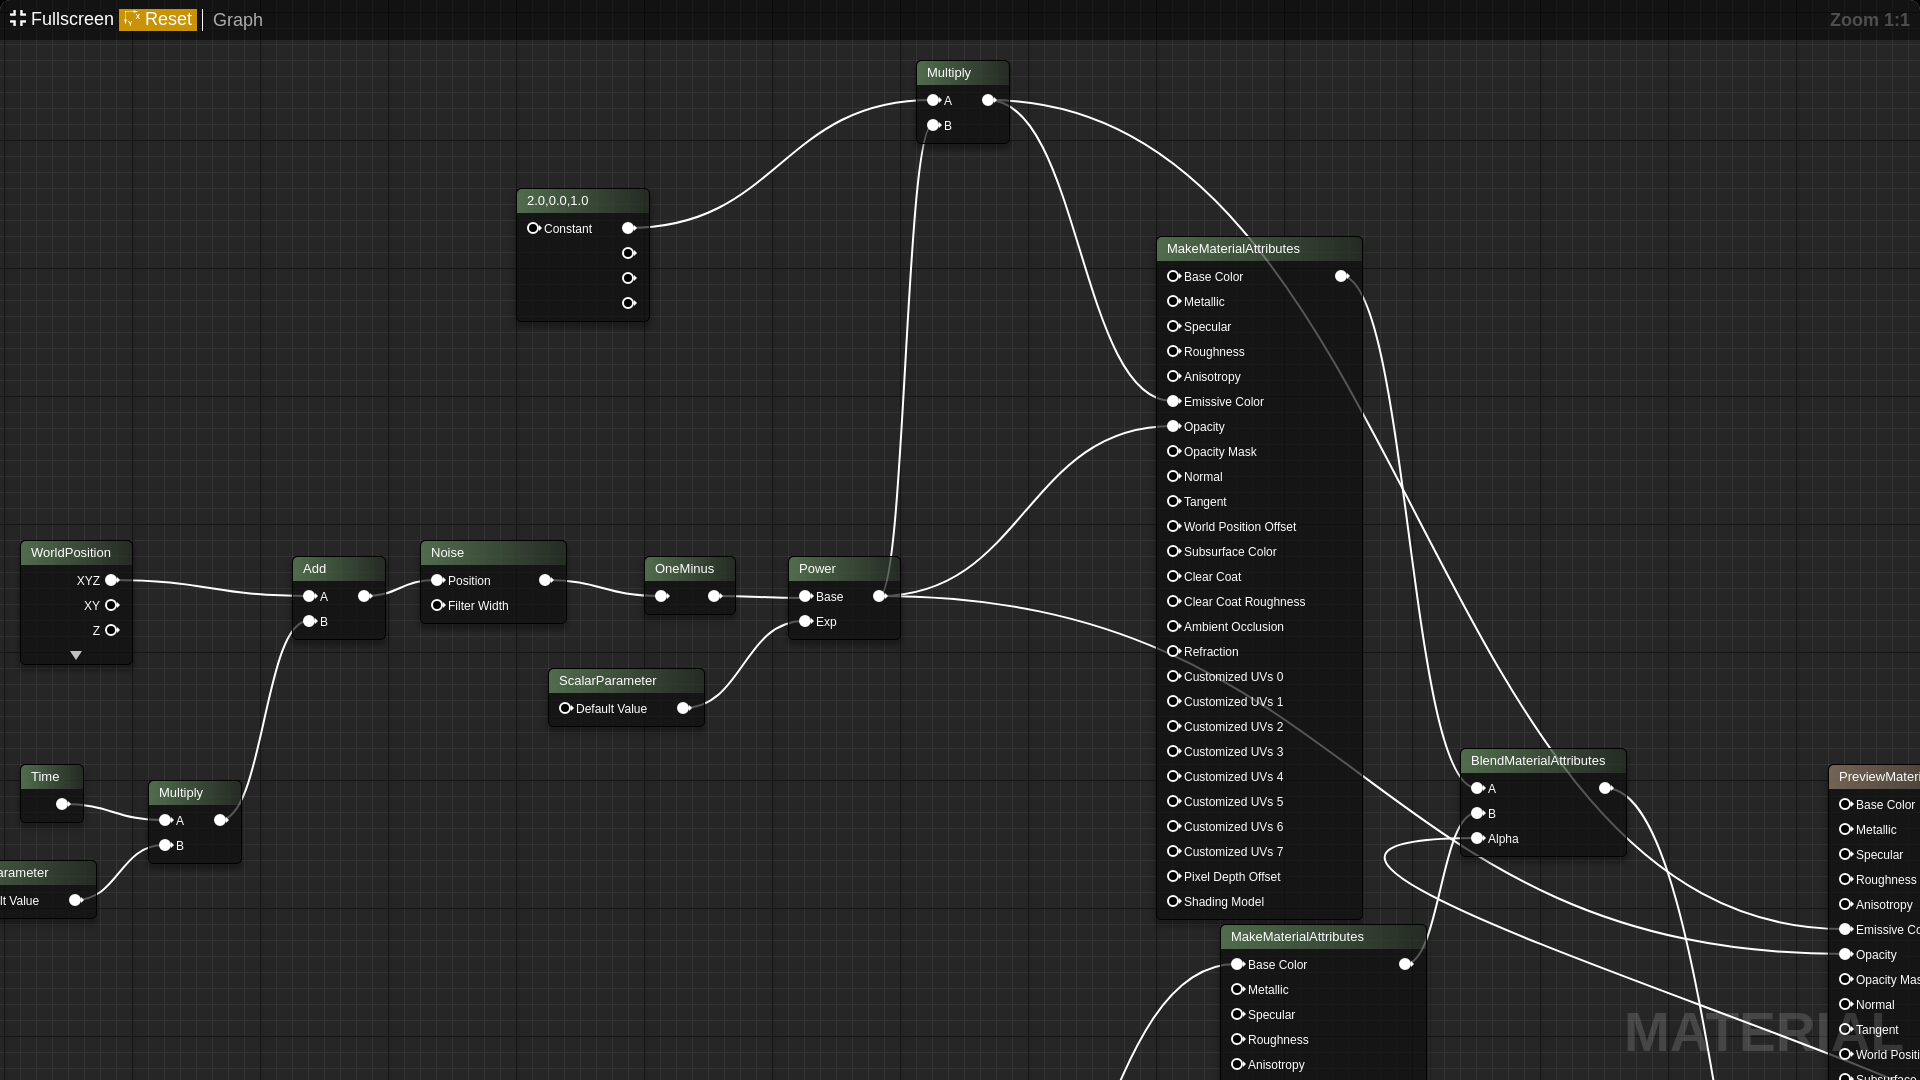 Fullscreen Reset Graph
Zoom 1:1
Multiply
A
B
2.0,0.0,1.0
Constant
MakeMaterialAttributes
Base Color
Metallic
Specular
Roughness
Anisotropy
Emissive Color
Opacity
Opacity Mask
Normal
Tangent
World Position Offset
Subsurface Color
Clear Coat
Clear Coat Roughness
Ambient Occlusion
Refraction
Customized UVs 0
Customized UVs 1
Customized UVs 2
Customized UVs 3
Customized UVs 4
Customized UVs 5
Customized UVs 6
Customized UVs 7
Pixel Depth Offset
Shading Model
WorldPosition
XYZ
XY
Z
Add
A
B
Noise
Position
Filter Width
OneMinus
Power
Base
Exp
ScalarParameter
Default Value
Time
Multiply
A
B
arameter
lt Value
BlendMaterialAttributes
A
B
Alpha
PreviewMateri
Base Color
Metallic
Specular
Roughness
Anisotropy
Emissive Co
Opacity
Opacity Mas
Normal
Tangent
World Positi
Subsurface
MakeMaterialAttributes
Base Color
Metallic
Specular
Roughness
Anisotropy
MATERIAL